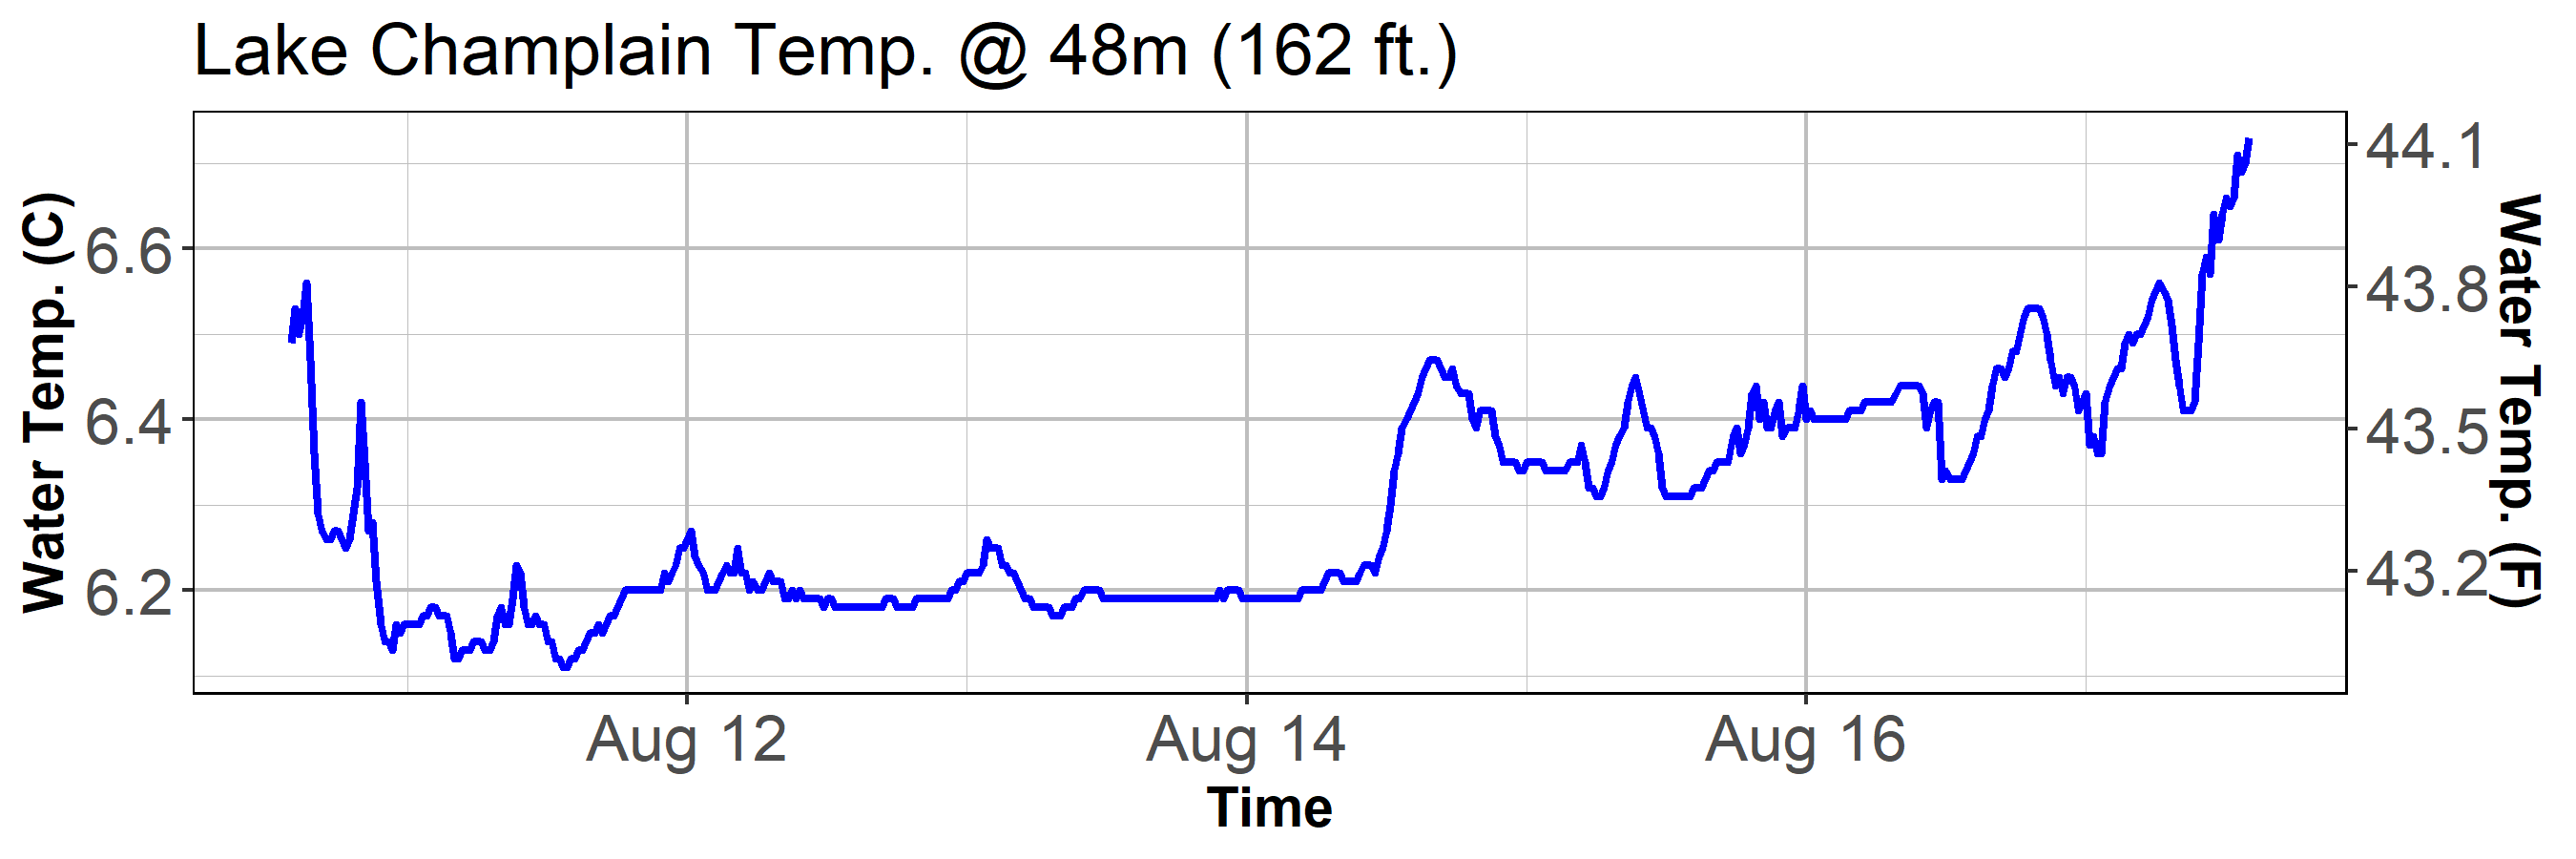 Lake Champlain Temp. @ 48m (162 ft.)
Water Temp. (C)
6.6
6.4
6.2
44.1
43.8
43.5
43.2
Water Temp. (F)
Aug 12 Aug 14 Aug 16
Time